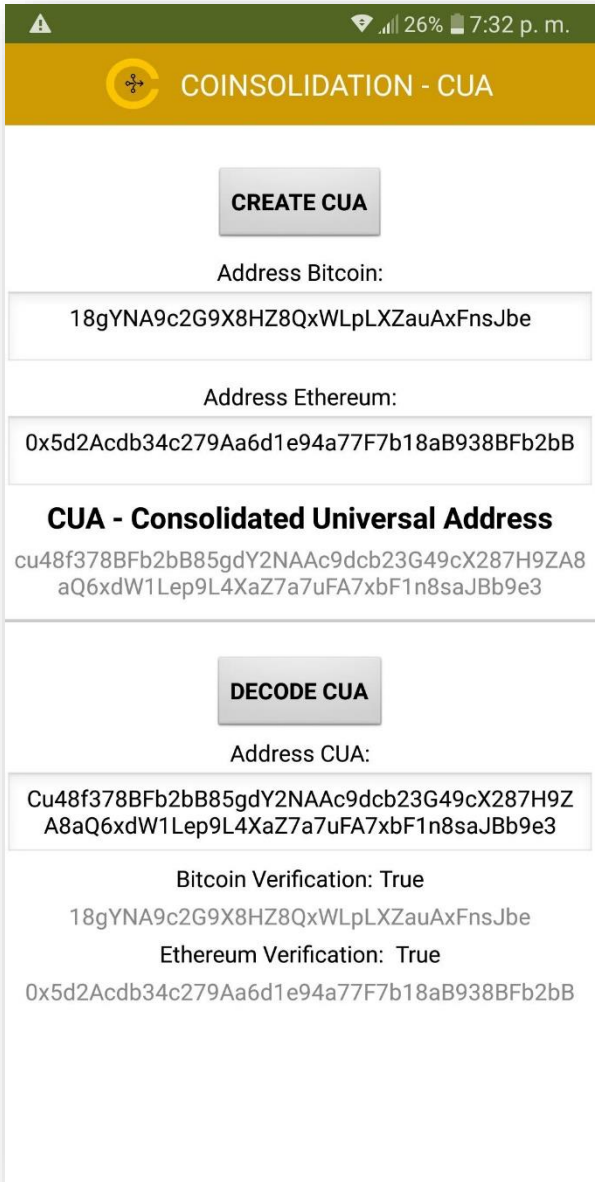 26% 7:32 p. m.
COINSOLIDATION - CUA
CREATE CUA
Address Bitcoin:
18gYNA9c2G9X8HZ8QxWLpLXZauAxFnsJbe
Address Ethereum:
0x5d2Acdb34c279Aa6d1e94a77F7b18aB938BFb2bB
CUA - Consolidated Universal Address
cu48f378BFb2bB85gdY2NAAc9dcb23G49cX287H9ZA8
aQ6xdW1Lep9L4XaZ7a7uFA7xbF1n8saJBb9e3
DECODE CUA
Address CUA:
Cu48f378BFb2bB85gdY2NAAc9dcb23G49cX287H9Z
A8aQ6xdW1Lep9L4XaZ7a7uFA7xbF1n8saJBb9e3
Bitcoin Verification: True
18gYNA9c2G9X8HZ8QxWLpLXZauAxFnsJbe
Ethereum Verification:  True
0x5d2Acdb34c279Aa6d1e94a77F7b18aB938BFb2bB